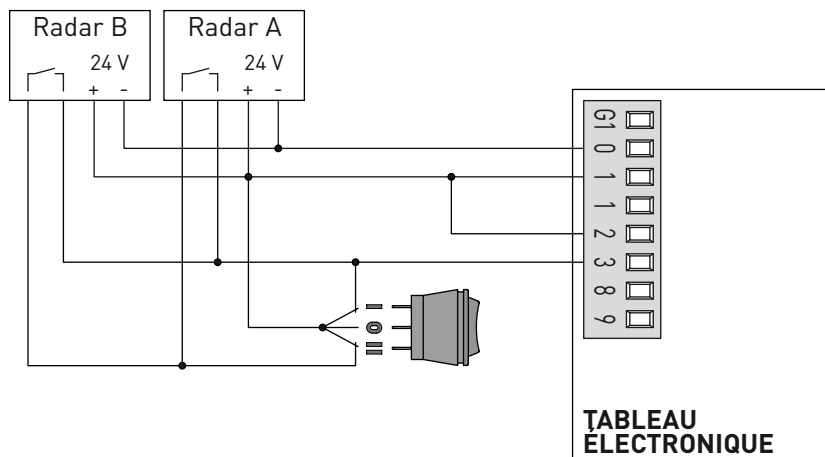 Radar B
24 V
+ -
Radar A
24 V
+ -
G1
0
1
1
2
3
8
9
I
0
II
TABLEAU
ÉLECTRONIQUE